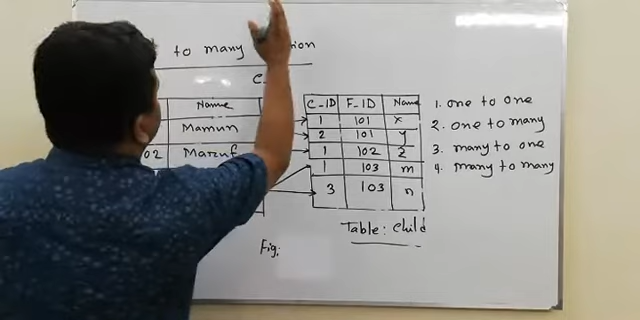 to many
C_ID F_ID Name
Name
1 101 x
Mamun
2 101 y
02 Maruf
1 102 z
1 103 m
3 103 n
Table: Child
Fig:
1. one to one
2. one to many
3. many to one
4. many to many